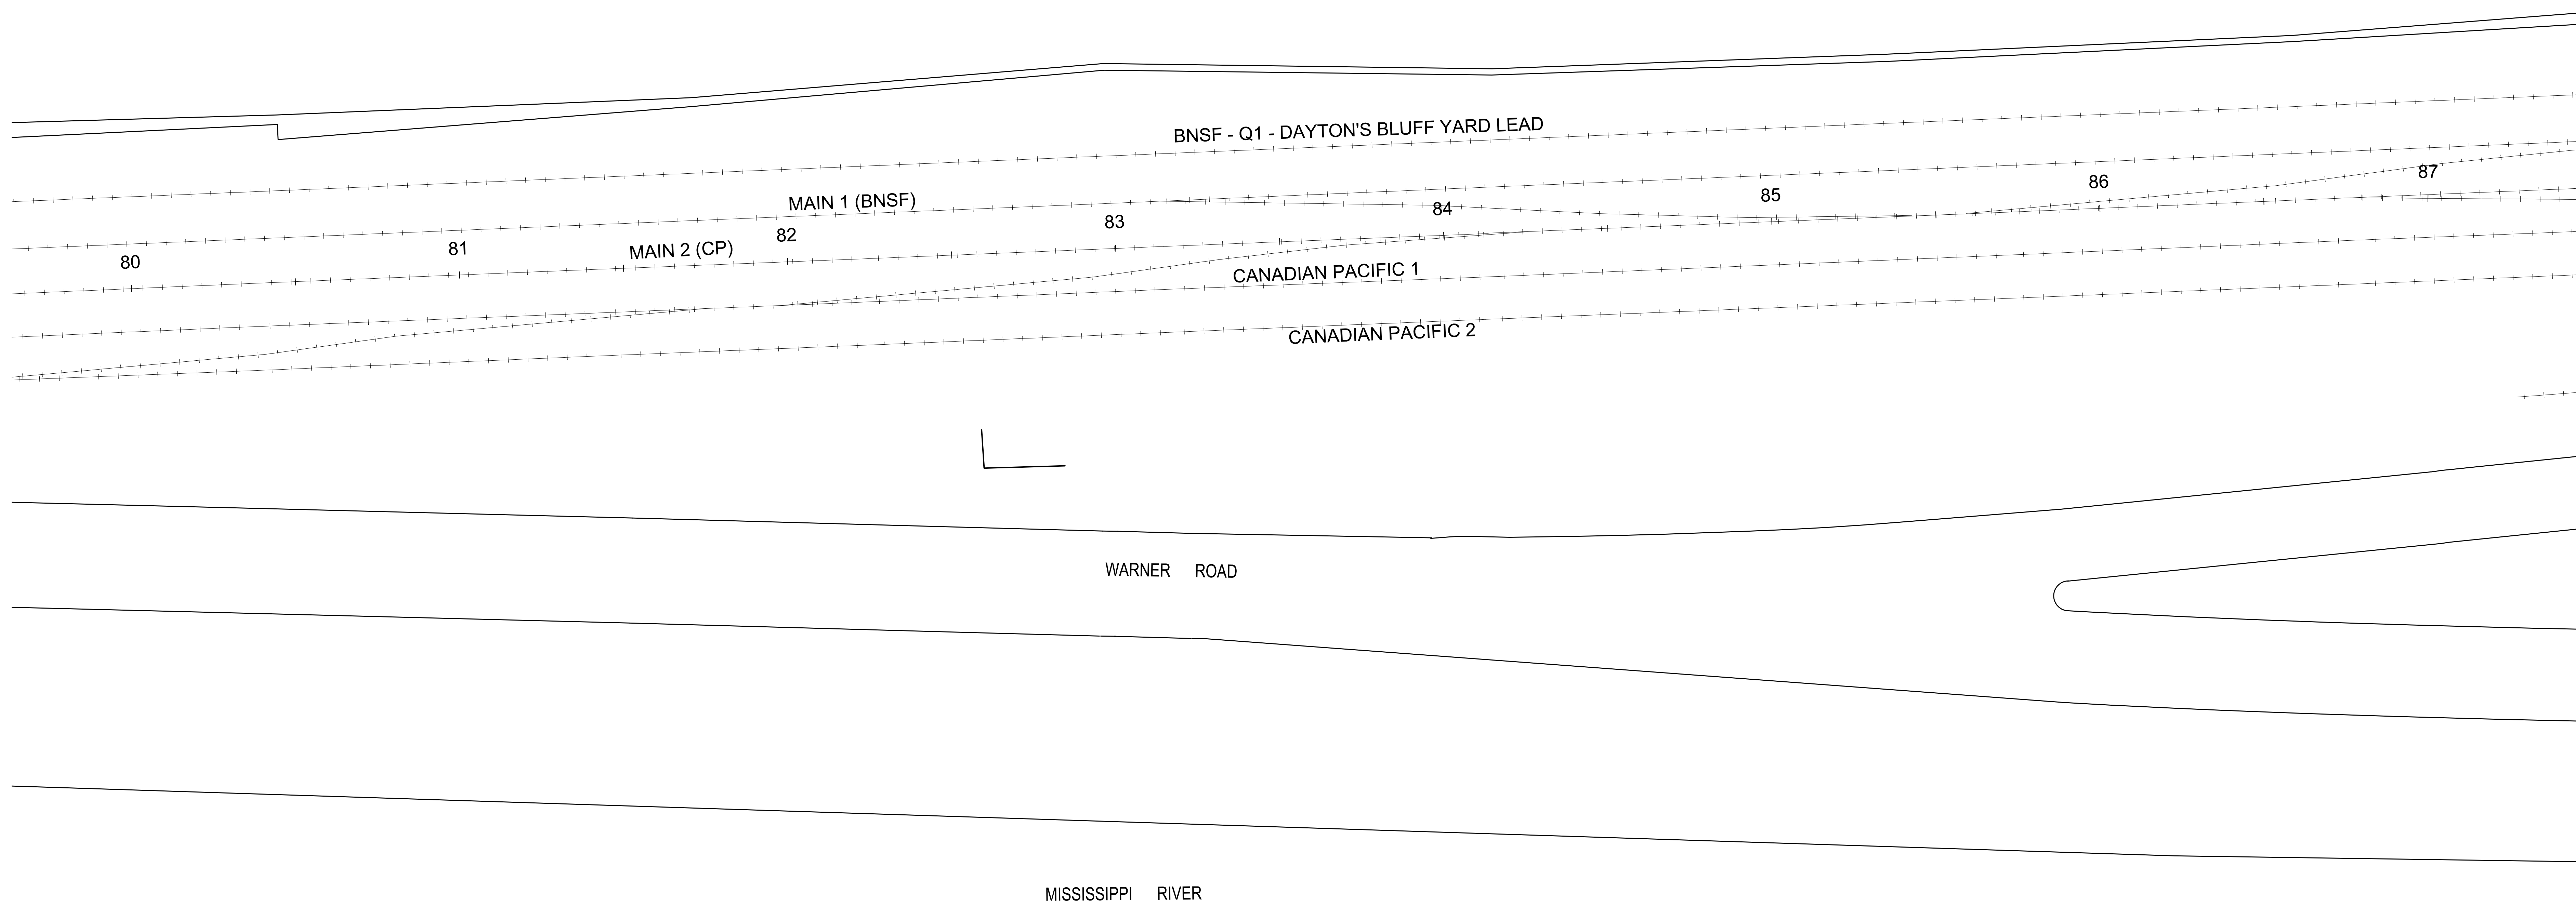 BNSF - Q1 - DAYTON'S BLUFF YARD LEAD
MAIN 1 (BNSF)
MAIN 2 (CP)
80
81
82
83
84
85
86
87
CANADIAN PACIFIC 1
CANADIAN PACIFIC 2
WARNER ROAD
MISSISSIPPI RIVER